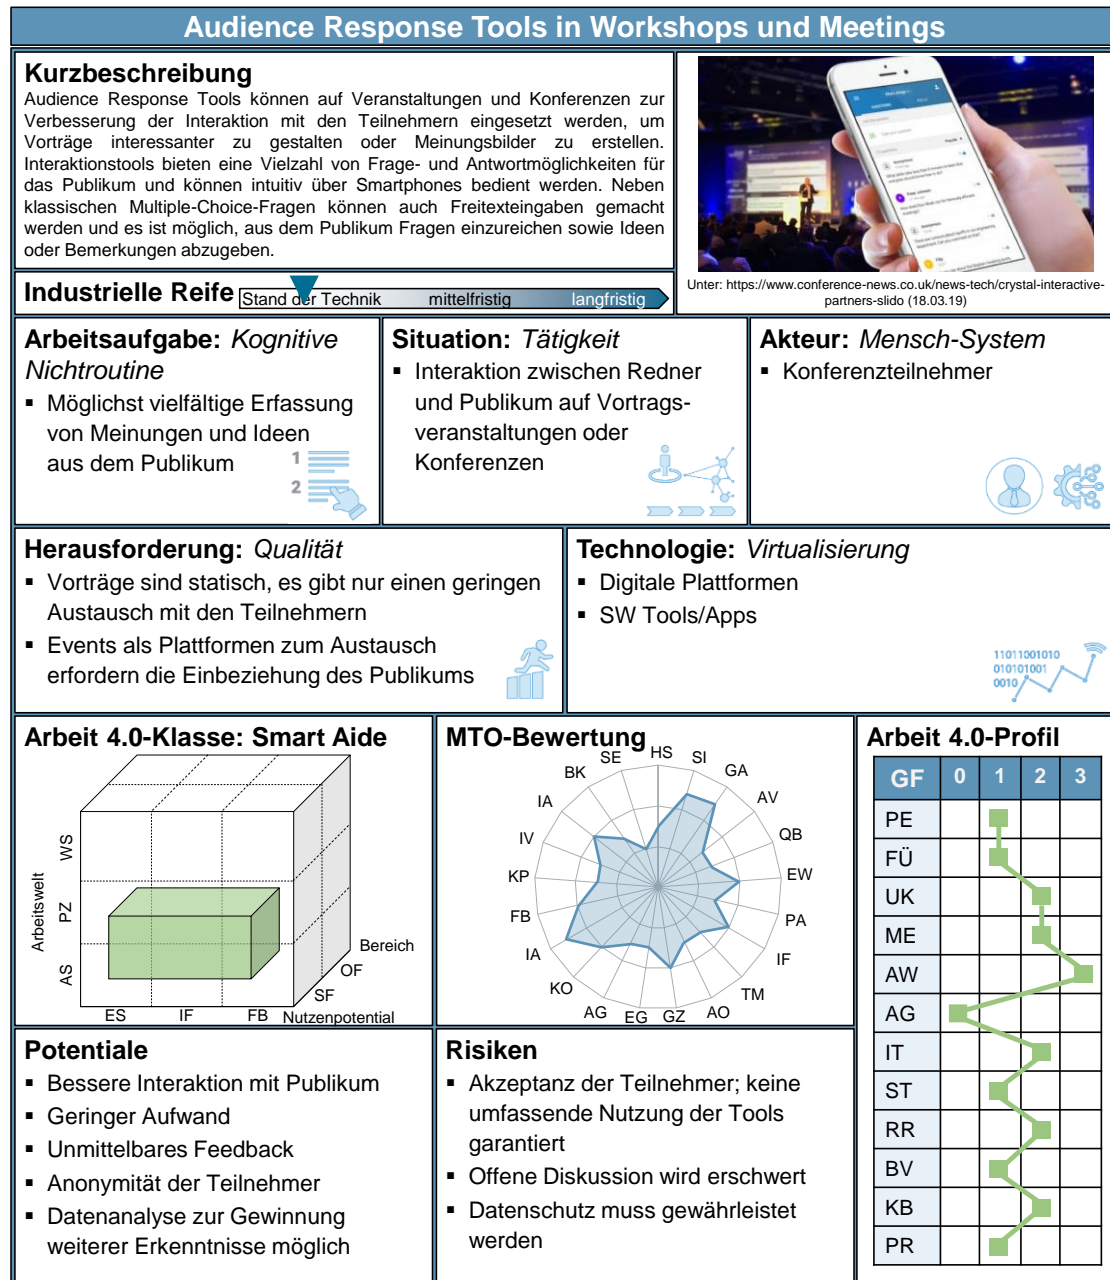 Audience Response Tools in Workshops und Meetings
Kurzbeschreibung
Audience Response Tools können auf Veranstaltungen und Konferenzen zur
Verbesserung der Interaktion mit den Teilnehmern eingesetzt werden, um
Vorträge interessanter zu gestalten oder Meinungsbilder zu erstellen.
Interaktionstools bieten eine Vielzahl von Frage- und Antwortmöglichkeiten für
das Publikum und können intuitiv über Smartphones bedient werden. Neben
klassischen Multiple-Choice-Fragen können auch Freitexteingaben gemacht
werden und es ist möglich, aus dem Publikum Fragen einzureichen sowie Ideen
oder Bemerkungen abzugeben.
Unter: https://www.conference-news.co.uk/news-tech/crystal-interactive-
partners-slido (18.03.19)
Industrielle Reife
Stand der Technik mittelfristig langfristig
Arbeitsaufgabe: Kognitive
Nichtroutine
▪ Möglichst vielfältige Erfassung
von Meinungen und Ideen
aus dem Publikum
1
2
Situation: Tätigkeit
▪ Interaktion zwischen Redner
und Publikum auf Vortrags-
veranstaltungen oder
Konferenzen
Akteur: Mensch-System
▪ Konferenzteilnehmer
Herausforderung: Qualität
▪ Vorträge sind statisch, es gibt nur einen geringen
Austausch mit den Teilnehmern
▪ Events als Plattformen zum Austausch
erfordern die Einbeziehung des Publikums
Technologie: Virtualisierung
▪ Digitale Plattformen
▪ SW Tools/Apps
11011001010
010101001
0010
Arbeit 4.0-Klasse: Smart Aide
Arbeitswelt
WS
PZ
AS
ES IF FB Nutzenpotential
SF
OF
Bereich
MTO-Bewertung
HS
SI
GA
AV
QB
EW
PA
IF
TM
AO
GZ
EG
AG
KO
IA
FB
KP
IV
IA
BK
SE
Arbeit 4.0-Profil
GF 0 1 2 3
PE
FÜ
UK
ME
AW
AG
IT
ST
RR
BV
KB
PR
Potentiale
▪ Bessere Interaktion mit Publikum
▪ Geringer Aufwand
▪ Unmittelbares Feedback
▪ Anonymität der Teilnehmer
▪ Datenanalyse zur Gewinnung
weiterer Erkenntnisse möglich
Risiken
▪ Akzeptanz der Teilnehmer; keine
umfassende Nutzung der Tools
garantiert
▪ Offene Diskussion wird erschwert
▪ Datenschutz muss gewährleistet
werden